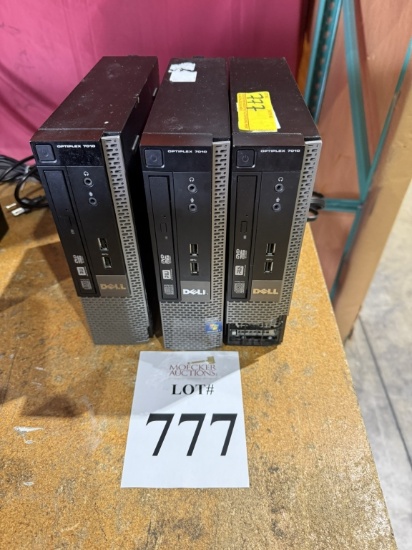 777
OPTIPLEX 7010
OPTIPLEX 7010
OPTIPLEX 7010
DELL
DELL
DELL
MOECKER
AUCTIONS
LOT#
777